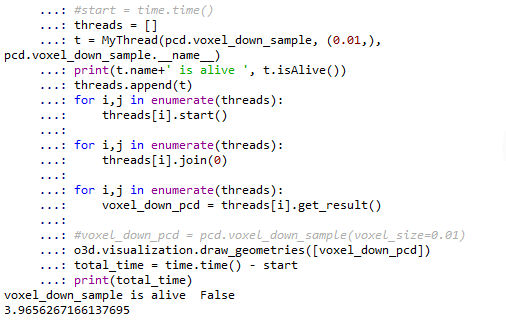 ...: #start = time.time()
...: threads = []
...: t = MyThread(pcd.voxel_down_sample, (0.01,),
pcd.voxel_down_sample.__name__)
...: print(t.name+' is alive ', t.isAlive())
...: threads.append(t)
...: for i,j in enumerate(threads):
...:     threads[i].start()
...:
...: for i,j in enumerate(threads):
...:     threads[i].join(0)
...:
...: for i,j in enumerate(threads):
...:     voxel_down_pcd = threads[i].get_result()
...:
...: #voxel_down_pcd = pcd.voxel_down_sample(voxel_size=0.01)
...: o3d.visualization.draw_geometries([voxel_down_pcd])
...: total_time = time.time() - start
...: print(total_time)
voxel_down_sample is alive  False
3.9656267166137695